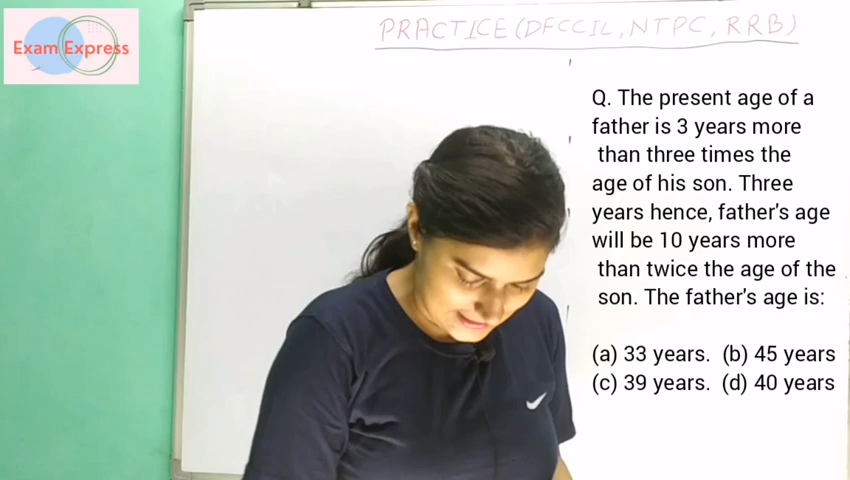 PRACTICE (DFCCIL, NTPC, RRB)
Exam Express
Q. The present age of a
father is 3 years more
than three times the
age of his son. Three
years hence, father's age
will be 10 years more
than twice the age of the
son. The father's age is:
(a) 33 years. (b) 45 years
(c) 39 years. (d) 40 years